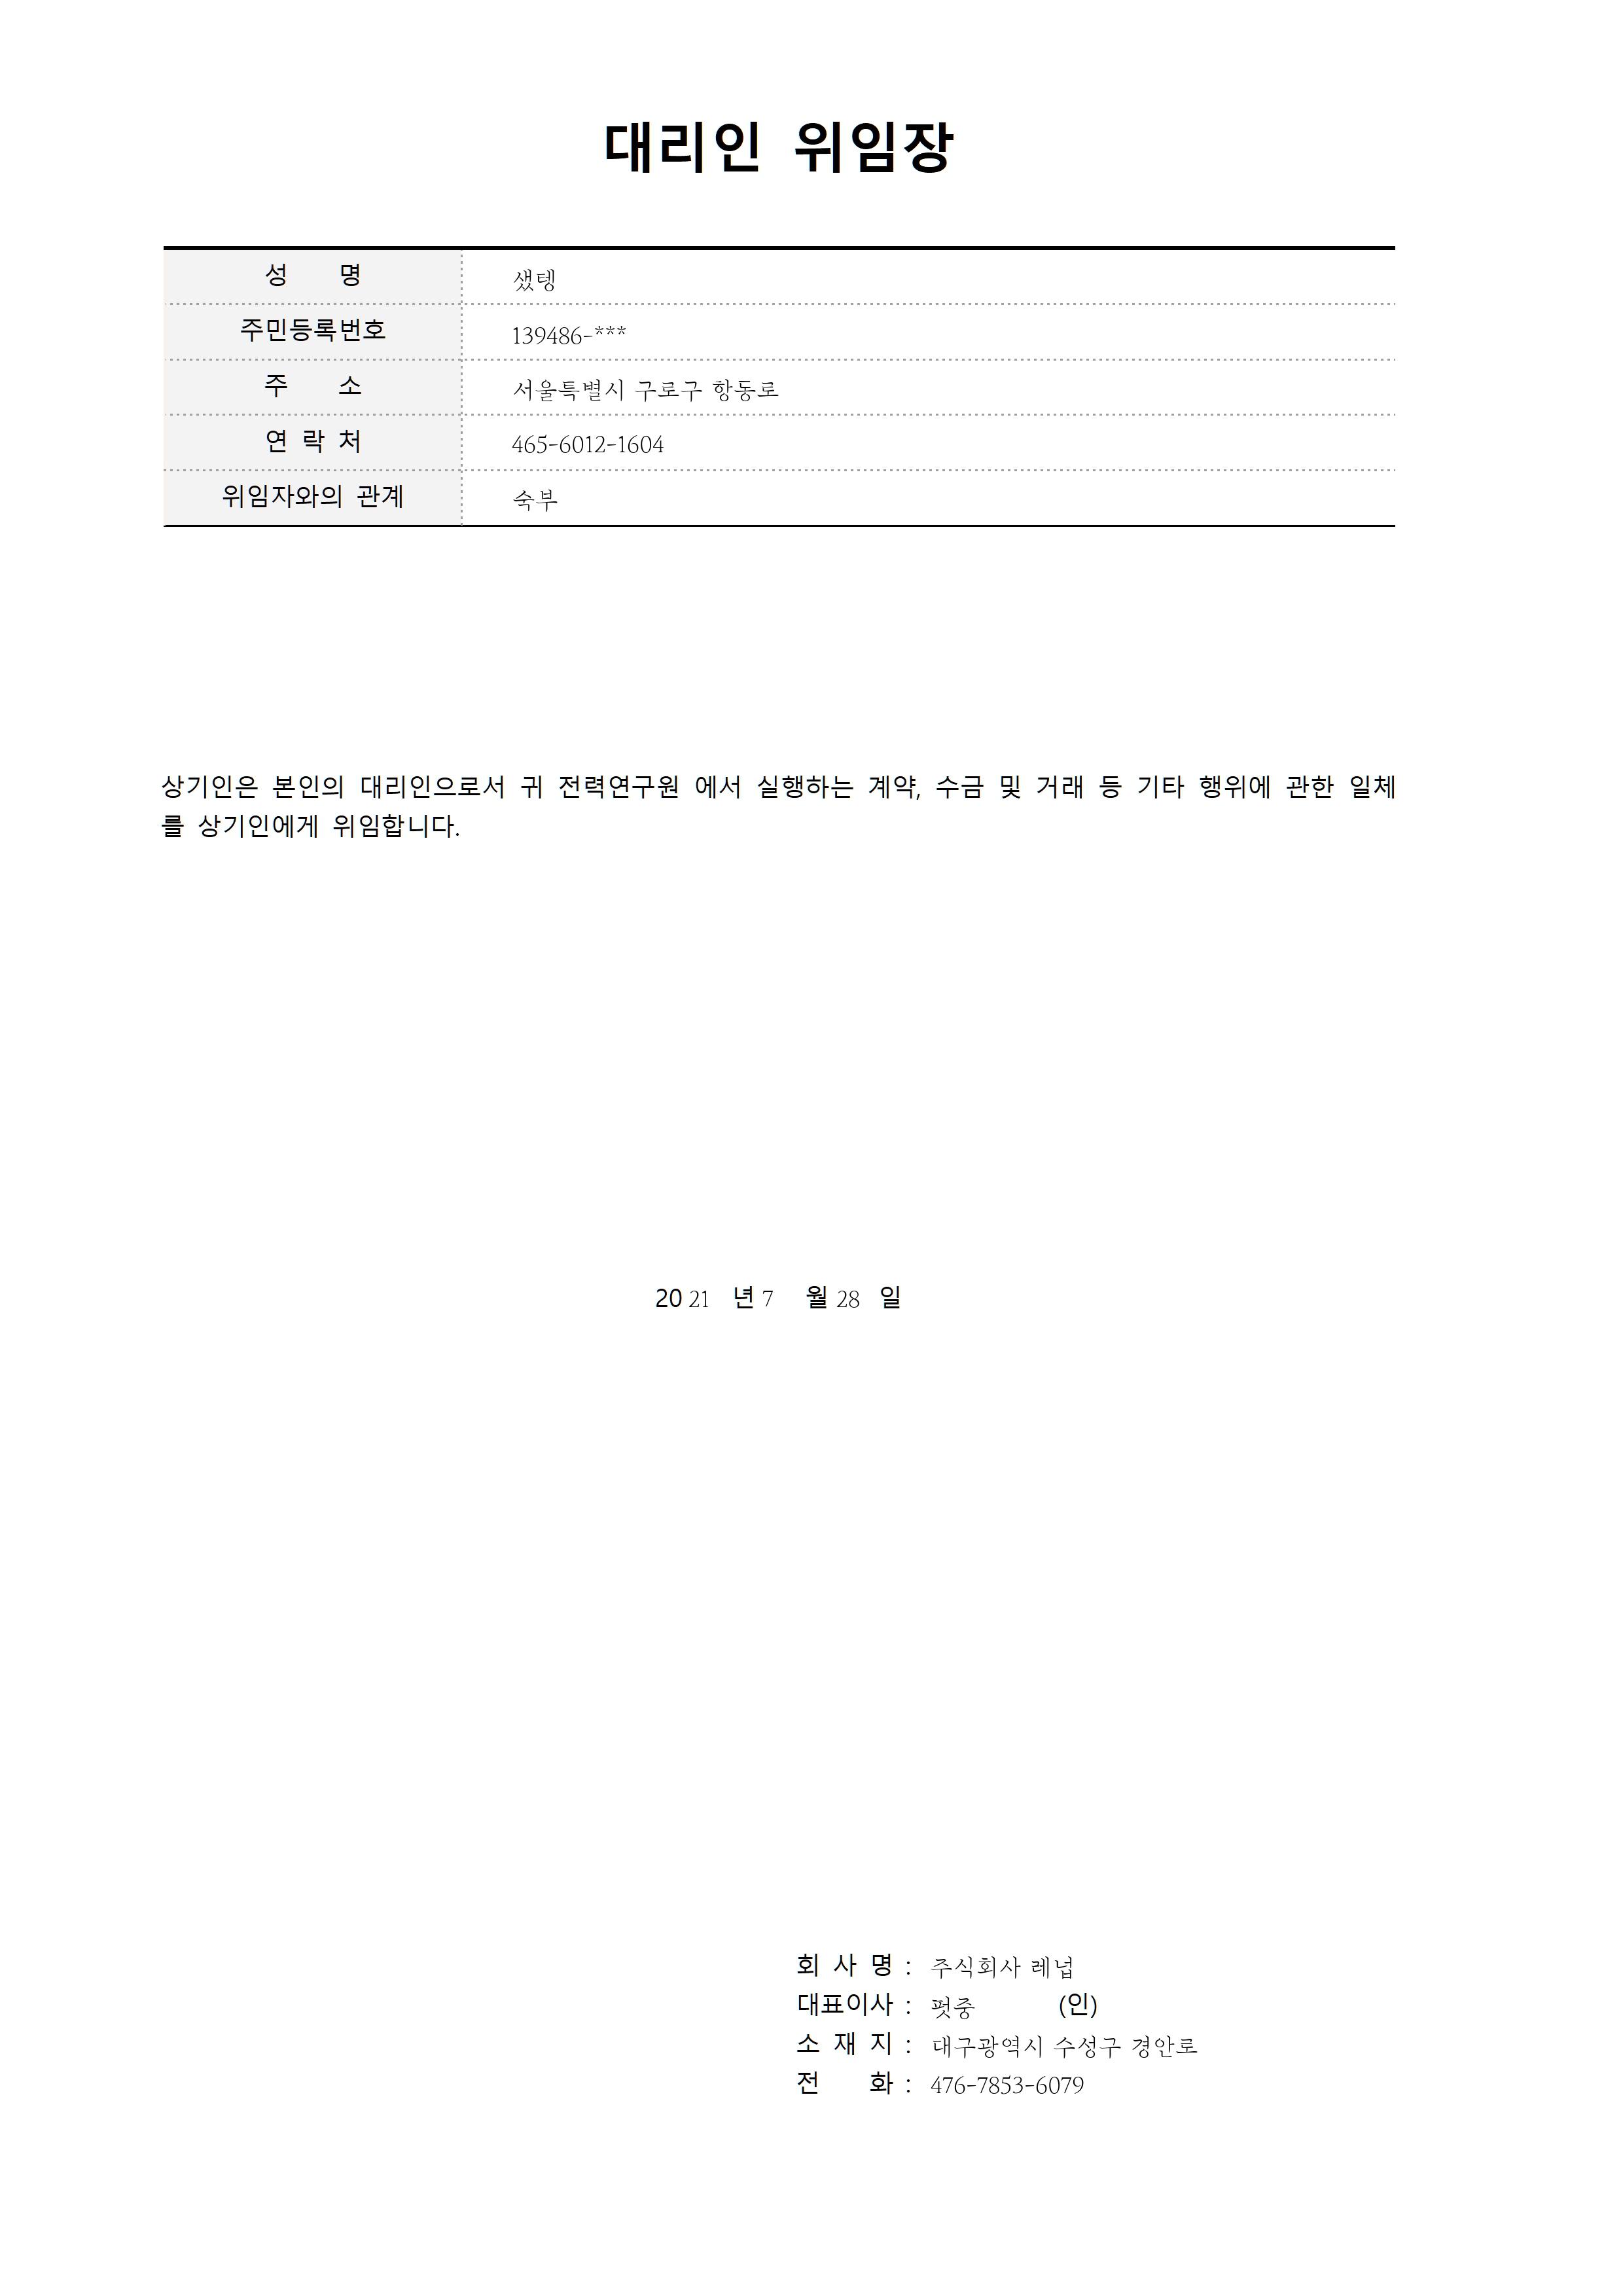 대리인 위임장
성 명 샜텡
주민등록번호 139486-***
주 소 서울특별시 구로구 항동로
연 락 처 465-6012-1604
위임자와의 관계 숙부
상기인은 본인의 대리인으로서 귀 전력연구원 에서 실행하는 계약, 수금 및 거래 등 기타 행위에 관한 일체
를 상기인에게 위임합니다.
20 21 년 7 월 28 일
회 사 명 : 주식회사 레넙
대표이사 : 펏중 (인)
소 재 지 : 대구광역시 수성구 경안로
전 화 : 476-7853-6079